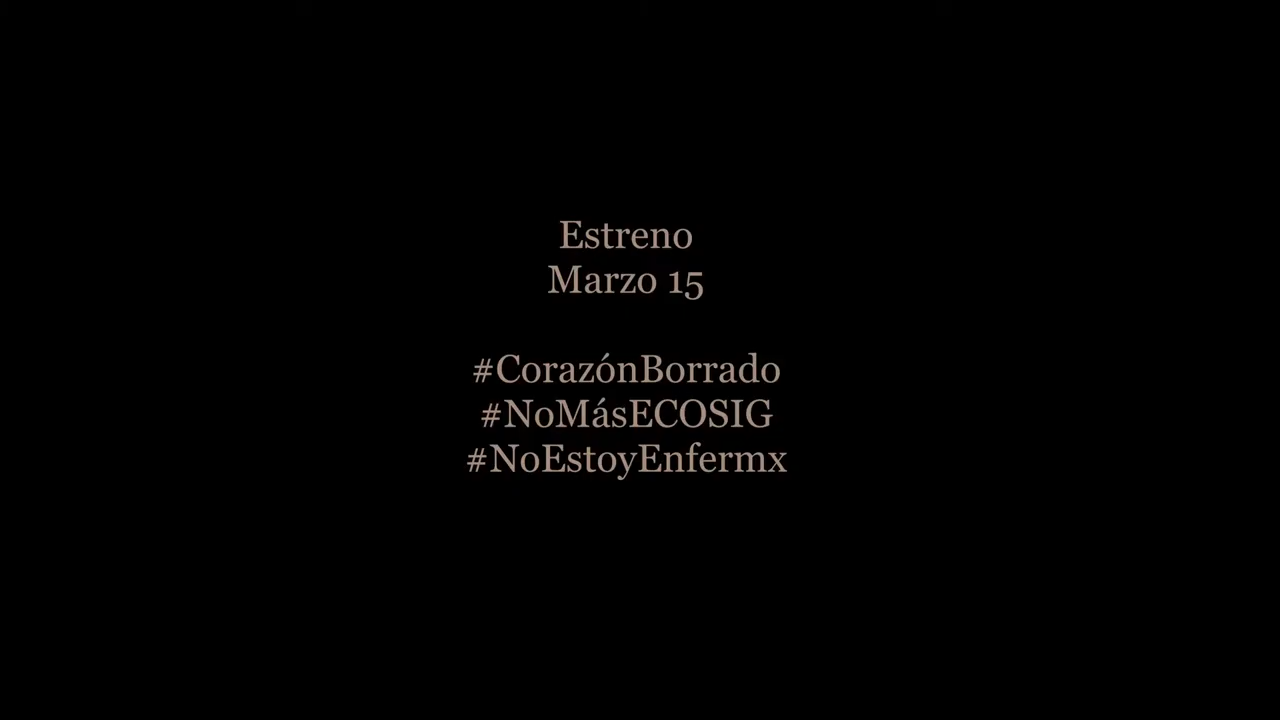 Estreno
Marzo 15
#CorazónBorrado
#NoMásECOSIG
#NoEstoyEnfermx